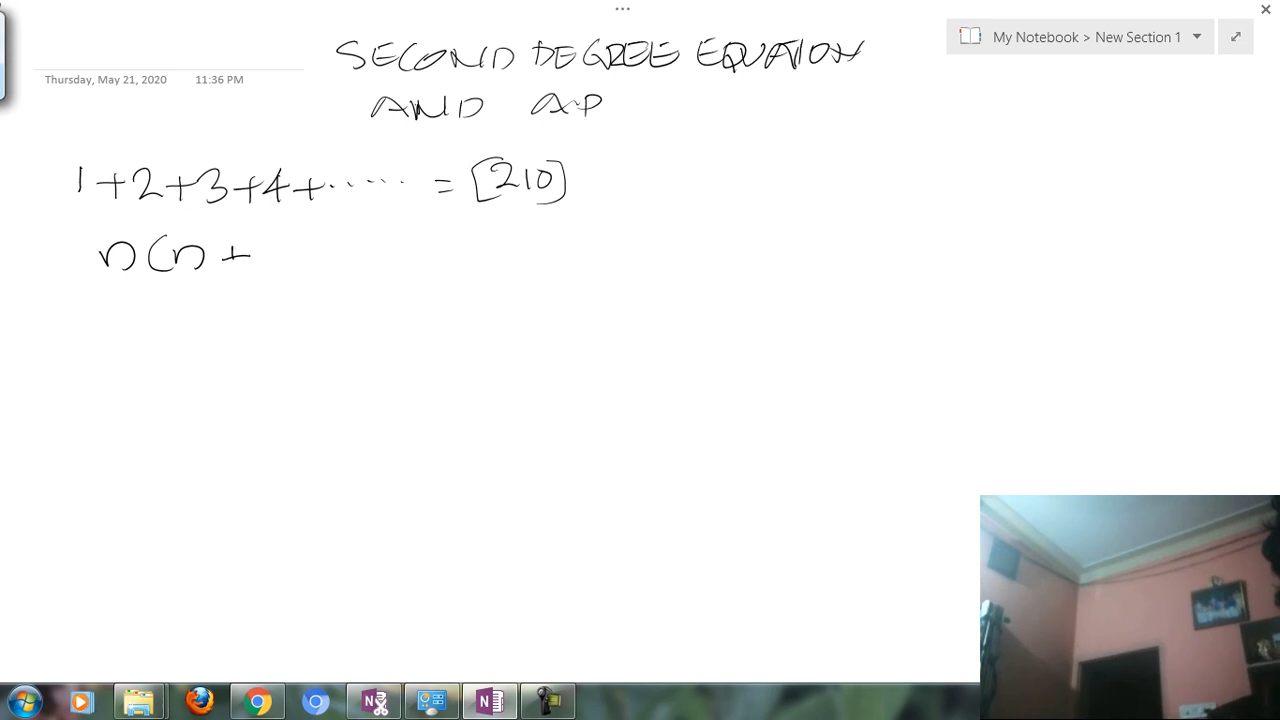 My Notebook > New Section 1
SECOND DEGREE EQUATION
AND A.P
Thursday, May 21, 2020 11:36 PM
1+2+3+4+...... = [210]
n(n +